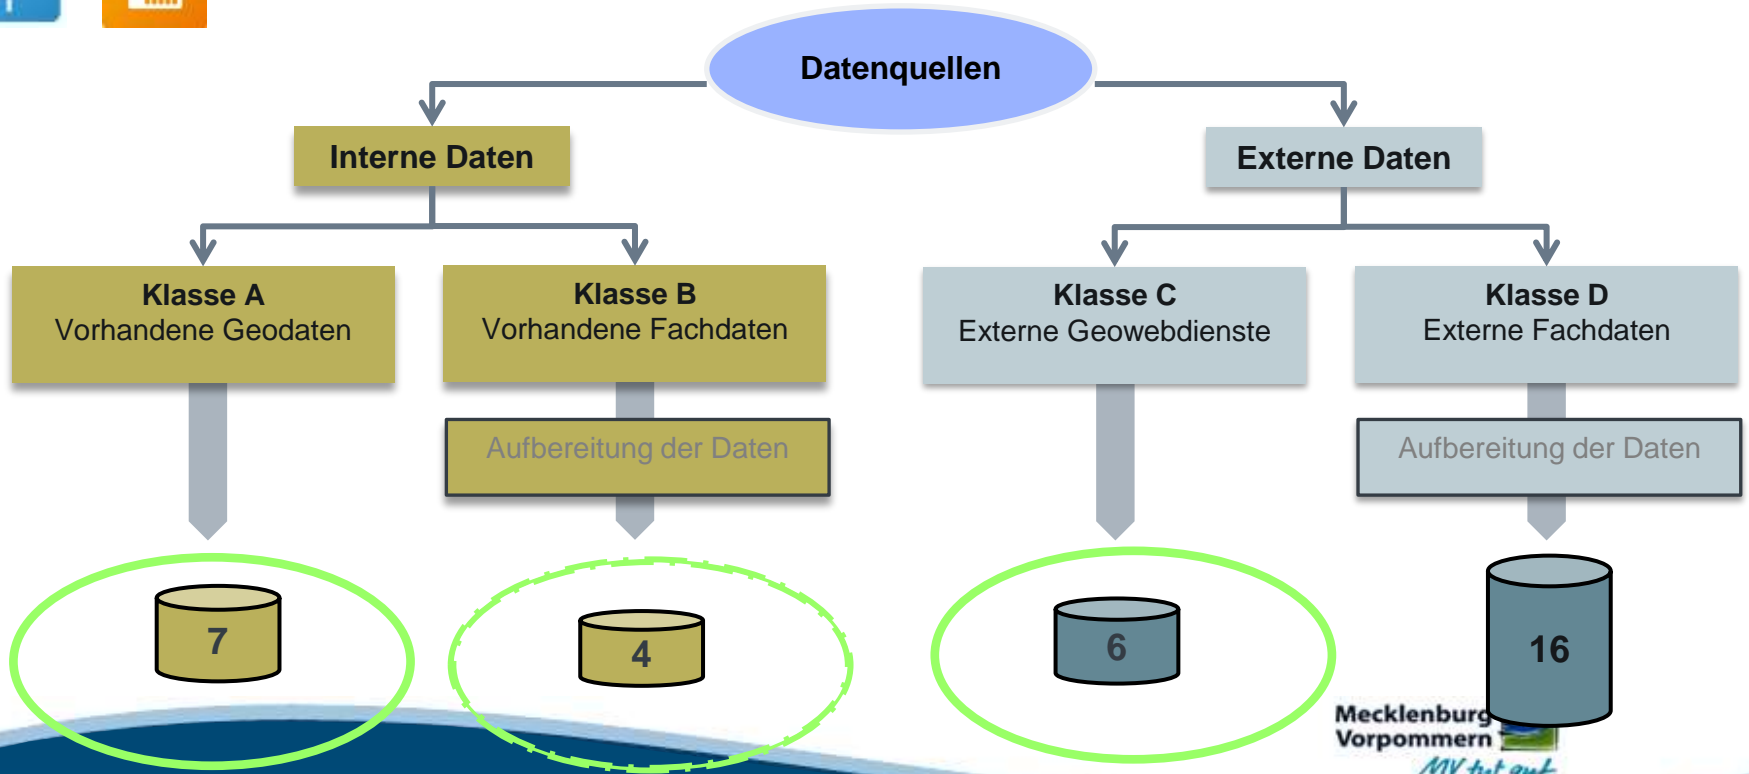 Datenquellen
Interne Daten
Externe Daten
Klasse A
Vorhandene Geodaten
Klasse B
Vorhandene Fachdaten
Klasse C
Externe Geowebdienste
Klasse D
Externe Fachdaten
Aufbereitung der Daten
Aufbereitung der Daten
7
4
6
16
Mecklenburg
Vorpommern
MV tut gut